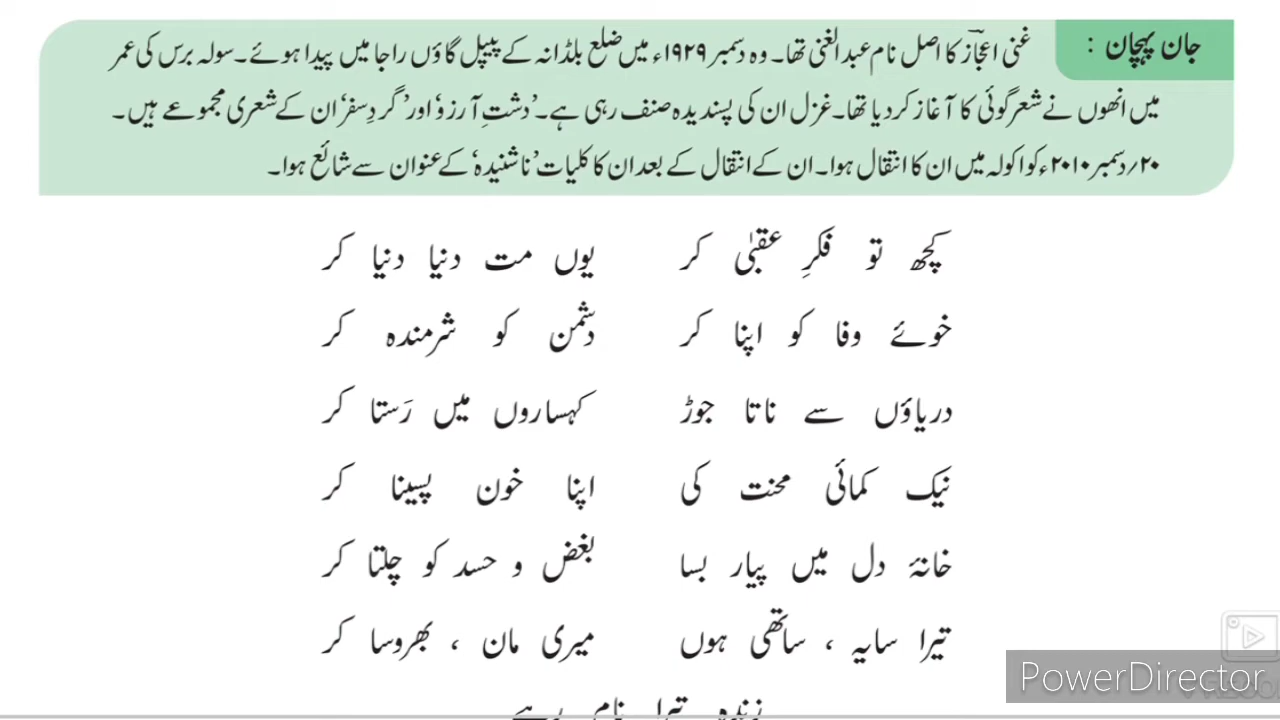 جان پہچان :
غنی اعجازؔ کا اصل نام عبدالغنی تھا۔ وہ دسمبر ۱۹۲۹ء میں ضلع بلڈانہ کے پیپل گاؤں راجا میں پیدا ہوئے۔ سولہ برس کی عمر
میں انھوں نے شعر گوئی کا آغاز کر دیا تھا۔ غزل ان کی پسندیدہ صنف رہی ہے۔ ’دشتِ آرزو‘ اور ’گردِ سفر‘ ان کے شعری مجموعے ہیں۔
۲۰؍ دسمبر ۲۰۱۰ء کو اکولہ میں ان کا انتقال ہوا۔ ان کے انتقال کے بعد ان کا کلیات ’ناشنیدہ‘ کے عنوان سے شائع ہوا۔
کچھ تو فکرِ عقبیٰ کر یوں مت دنیا دنیا کر
خوئے وفا کو اپنا کر دشمن کو شرمندہ کر
دریاؤں سے ناتا جوڑ کہساروں میں رَستا کر
نیک کمائی محنت کی اپنا خون پسینا کر
خانۂ دل میں پیار بسا بغض و حسد کو چلتا کر
تیرا سایہ ، ساتھی ہوں میری مان ، بھروسا کر
زندہ تیرا نام رہے
PowerDirector